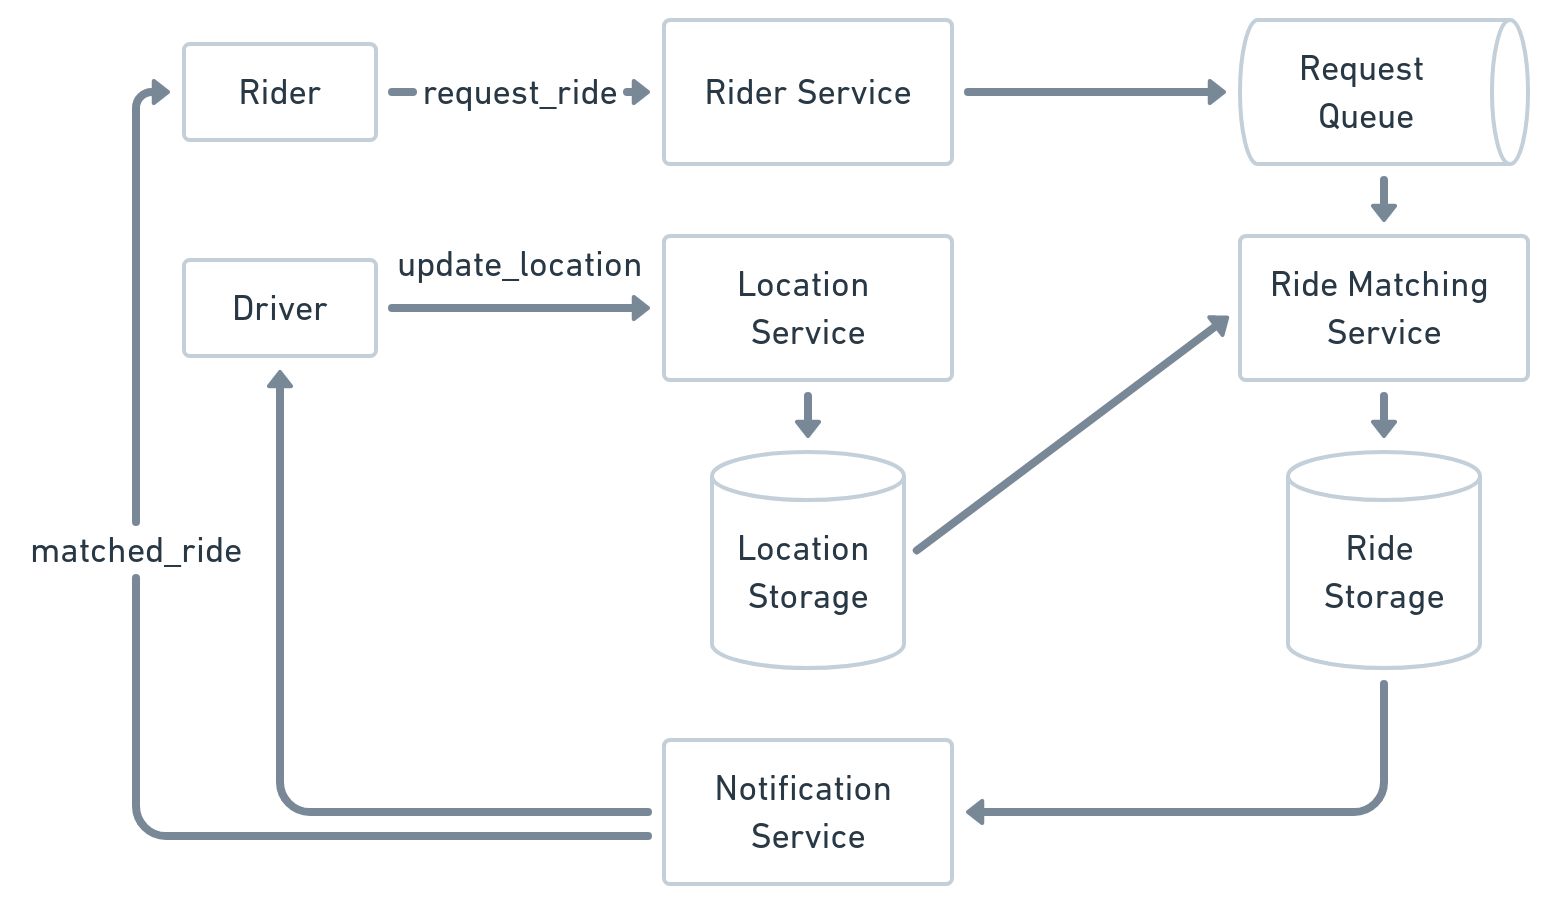 Rider
request_ride
Rider Service
Request
Queue
update_location
Driver
Location
Service
Ride Matching
Service
matched_ride
Location
Storage
Ride
Storage
Notification
Service